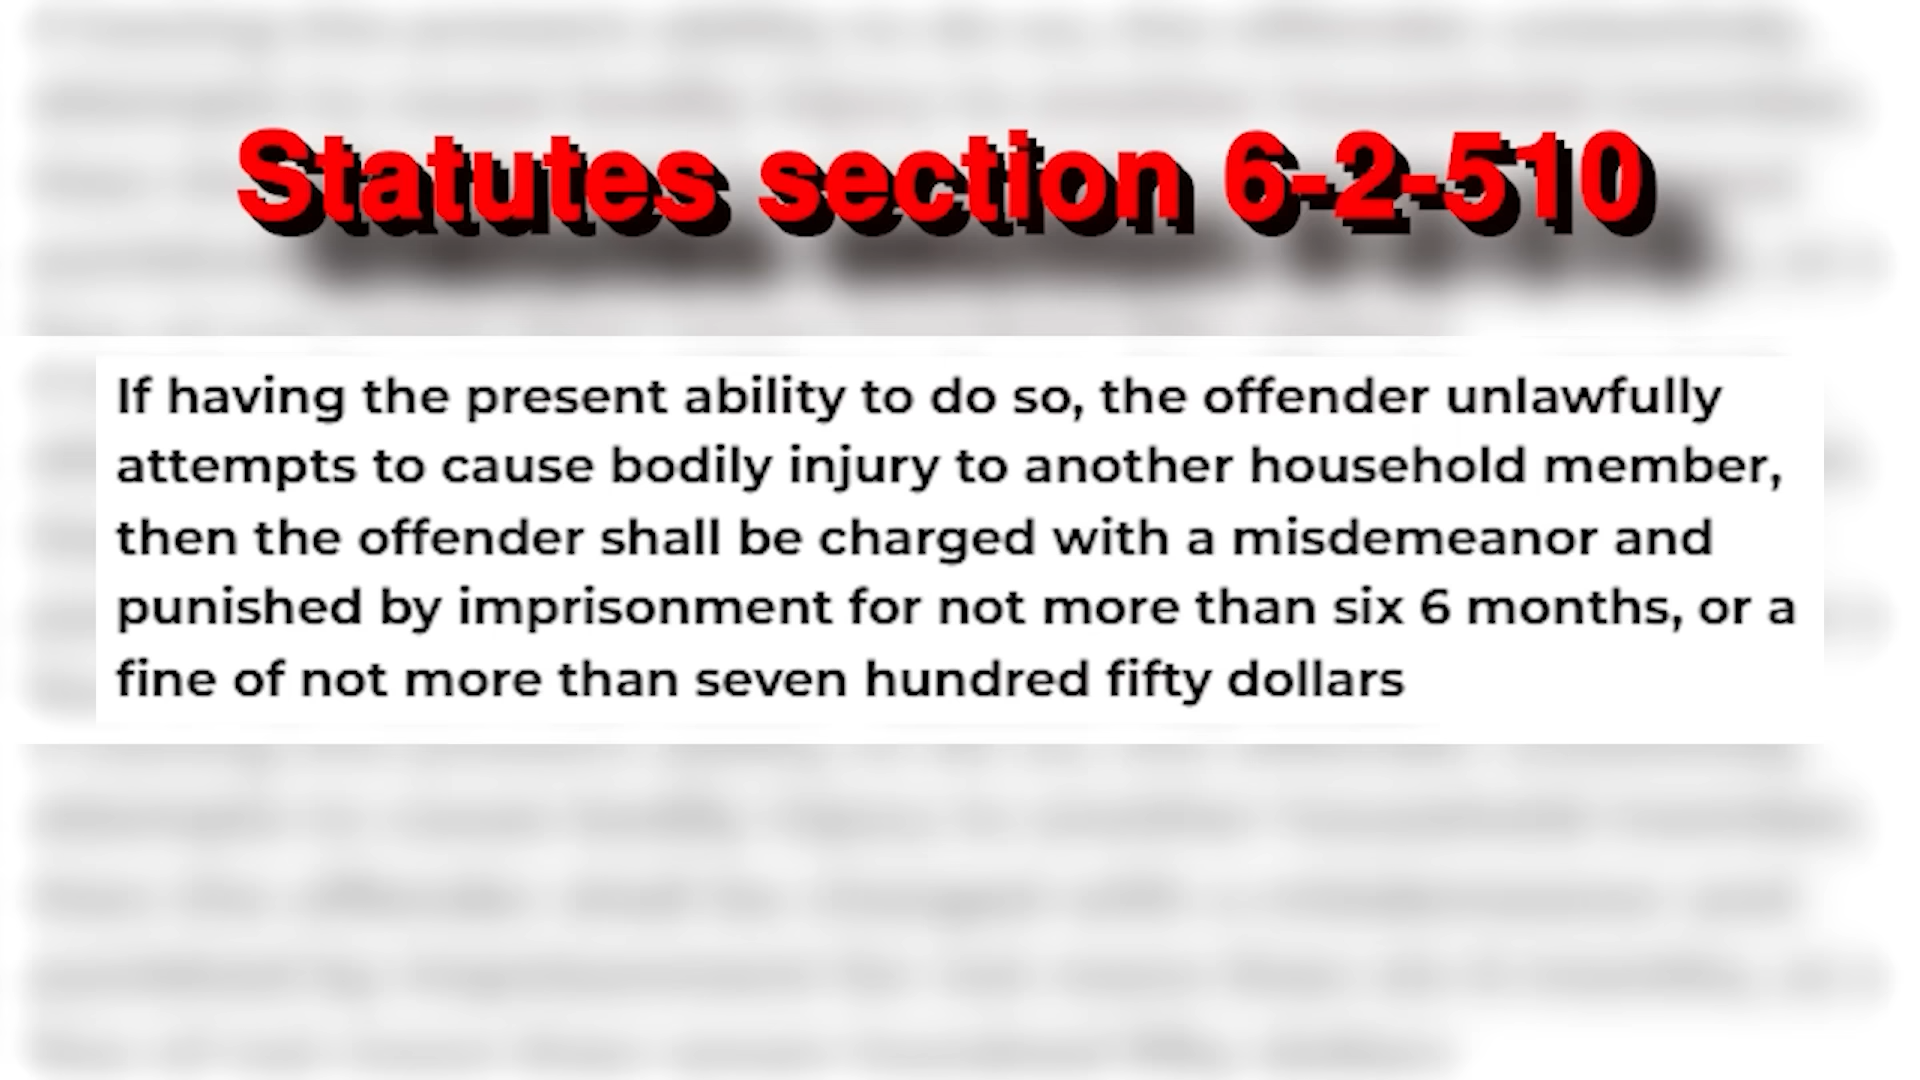 Statutes section 6-2-510
If having the present ability to do so, the offender unlawfully
attempts to cause bodily injury to another household member,
then the offender shall be charged with a misdemeanor and
punished by imprisonment for not more than six 6 months, or a
fine of not more than seven hundred fifty dollars